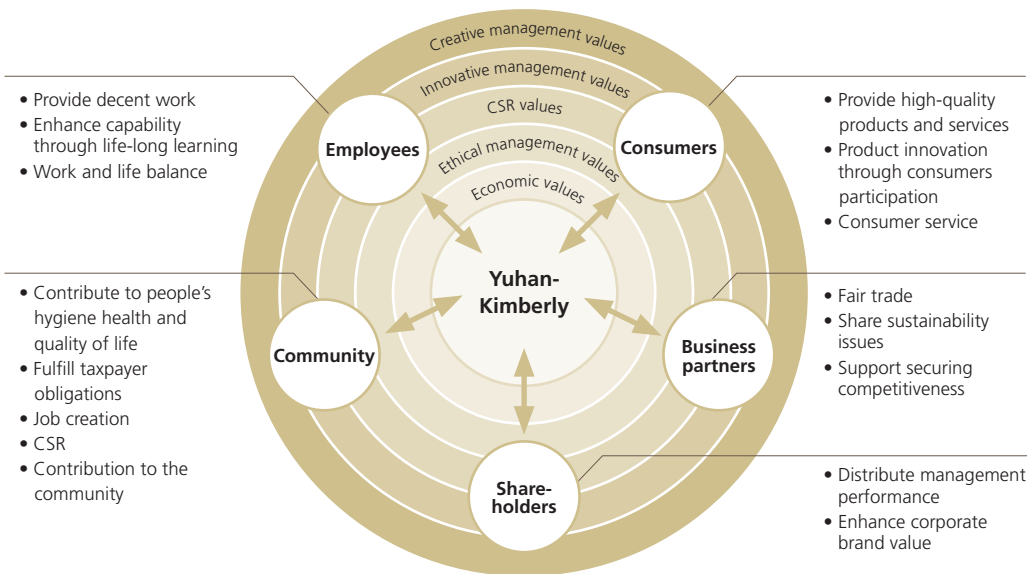 Creative management values
Innovative management values
CSR values
Ethical management values
Economic values
Yuhan-
Kimberly
Employees
• Provide decent work
• Enhance capability
through life-long learning
• Work and life balance
Consumers
• Provide high-quality
products and services
• Product innovation
through consumers
participation
• Consumer service
Community
• Contribute to people’s
hygiene health and
quality of life
• Fulfill taxpayer
obligations
• Job creation
• CSR
• Contribution to the
community
Business
partners
• Fair trade
• Share sustainability
issues
• Support securing
competitiveness
Share-
holders
• Distribute management
performance
• Enhance corporate
brand value